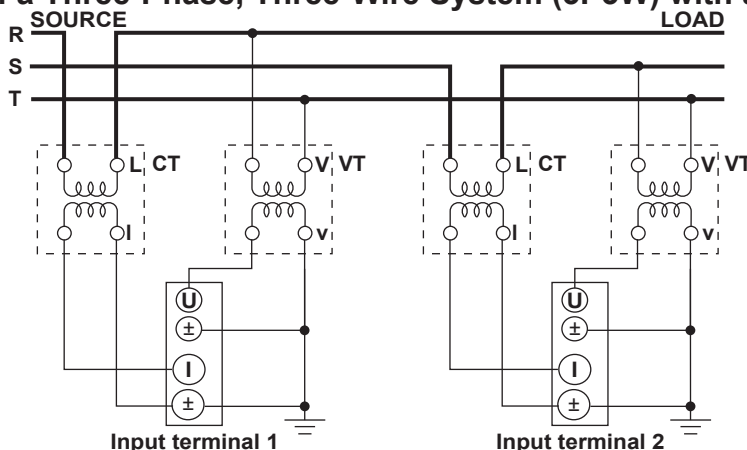 a Three-Phase, Three-Wire System (3P3W) with
SOURCE LOAD
R
S
T
L CT V VT L CT V VT
l v l v
U U
± ±
I I
± ±
Input terminal 1 Input terminal 2